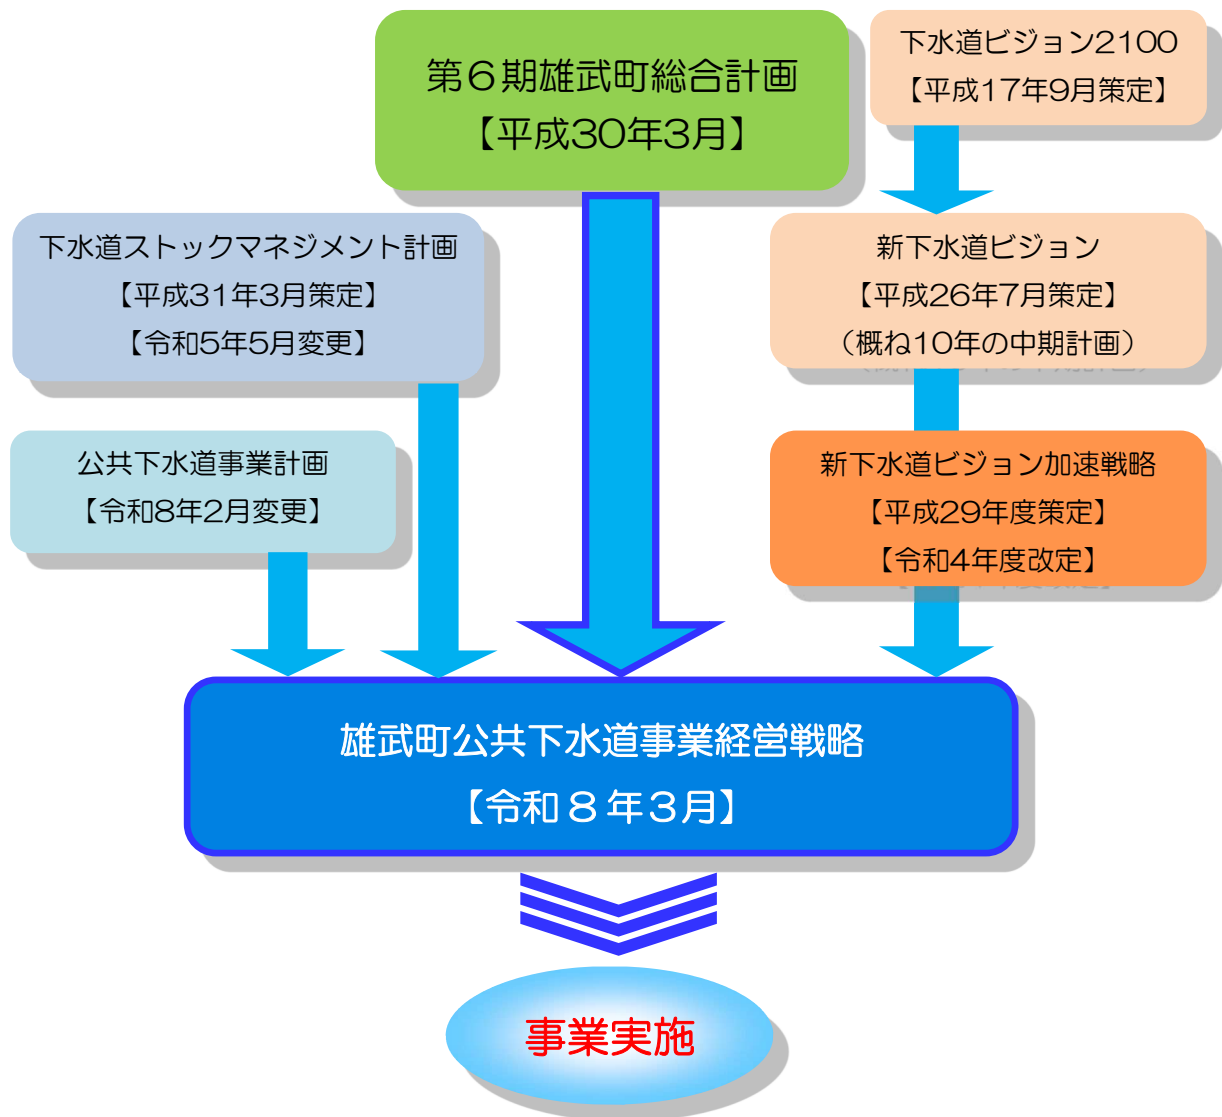 第６期雄武町総合計画
【平成30年3月】
下水道ビジョン2100
【平成17年9月策定】
下水道ストックマネジメント計画
【平成31年3月策定】
【令和5年5月変更】
新下水道ビジョン
【平成26年7月策定】
（概ね10年の中期計画）
公共下水道事業計画
【令和8年2月変更】
新下水道ビジョン加速戦略
【平成29年度策定】
【令和4年度改定】
雄武町公共下水道事業経営戦略
【令和８年３月】
事業実施